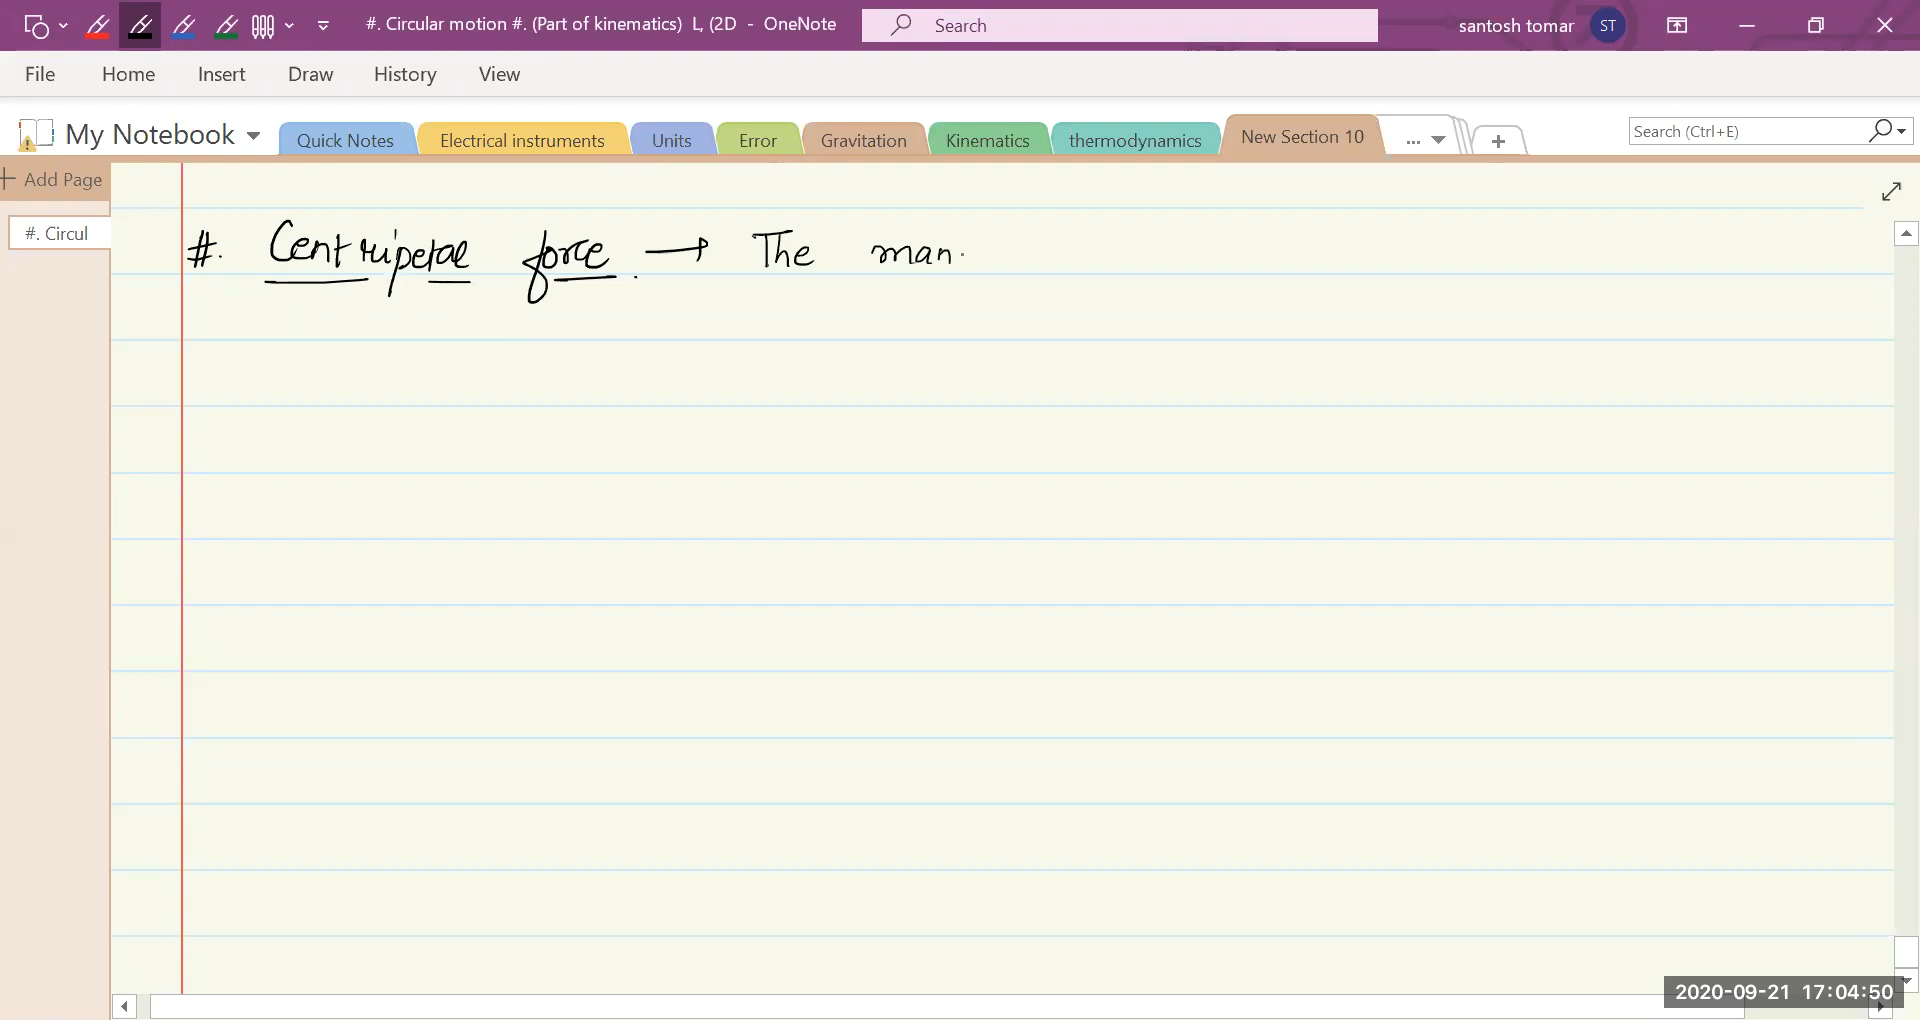 #. Circular motion #. (Part of kinematics) L, (2D - OneNote
Search
santosh tomar ST
File Home Insert Draw History View
My Notebook Quick Notes Electrical instruments Units Error Gravitation Kinematics thermodynamics New Section 10 ... + Search (Ctrl+E)
+ Add Page
#. Circul
#. Centripetal force. → The man
2020-09-21 17:04:50